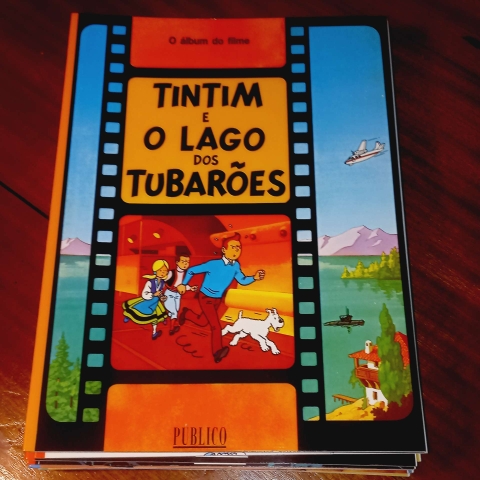 O álbum do filme
TINTIM
E
O LAGO
DOS
TUBARÕES
PÚBLICO